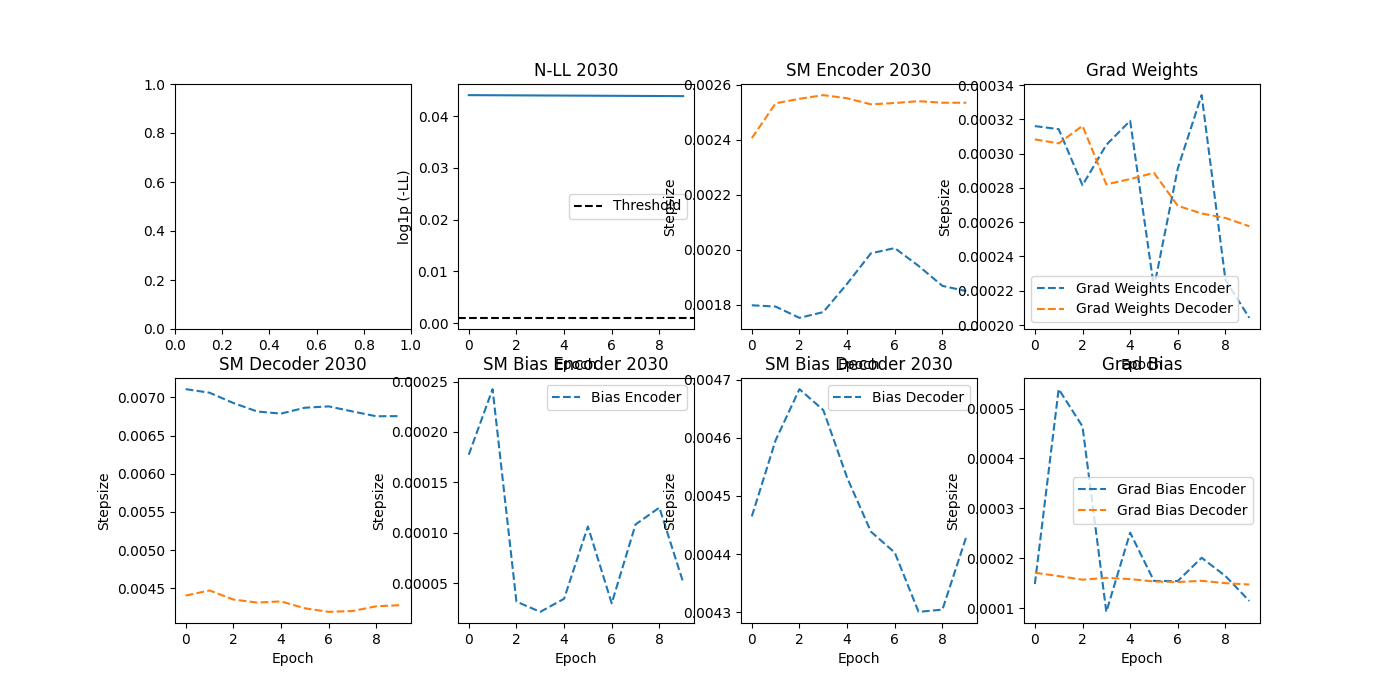 1.0
0.8
0.6
0.4
0.2
0.0
0.0 0.2 0.4 0.6 0.8 1.0
N-LL 2030
log1p (-LL)
0.04
0.03
0.02
0.01
0.00
Threshold
0 2 4 6 8
Epoch
SM Encoder 2030
Stepsize
0.0026
0.0024
0.0022
0.0020
0.0018
0 2 4 6 8
Epoch
Grad Weights
Stepsize
0.00034
0.00032
0.00030
0.00028
0.00026
0.00024
0.00022
0.00020
Grad Weights Encoder
Grad Weights Decoder
0 2 4 6 8
Epoch
SM Decoder 2030
Stepsize
0.0070
0.0065
0.0060
0.0055
0.0050
0.0045
0 2 4 6 8
Epoch
SM Bias Encoder 2030
Stepsize
0.00025
0.00020
0.00015
0.00010
0.00005
Bias Encoder
0 2 4 6 8
Epoch
SM Bias Decoder 2030
Stepsize
0.0047
0.0046
0.0045
0.0044
0.0043
Bias Decoder
0 2 4 6 8
Epoch
Grad Bias
Stepsize
0.0005
0.0004
0.0003
0.0002
0.0001
Grad Bias Encoder
Grad Bias Decoder
0 2 4 6 8
Epoch